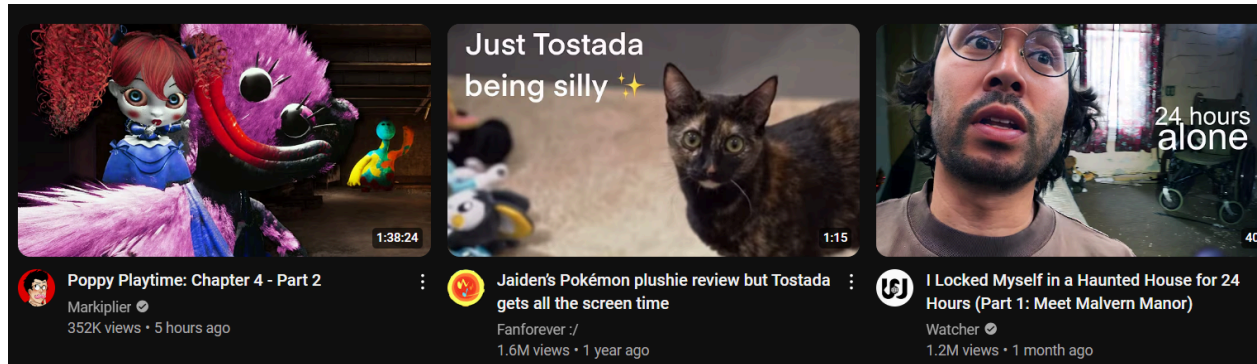 1:38:24
Poppy Playtime: Chapter 4 - Part 2
Markiplier
352K views • 5 hours ago
Just Tostada
being silly ✨
1:15
Jaiden's Pokémon plushie review but Tostada
gets all the screen time
Fanforever :/
1.6M views • 1 year ago
24 hours
alone
40
I Locked Myself in a Haunted House for 24
Hours (Part 1: Meet Malvern Manor)
Watcher
1.2M views • 1 month ago